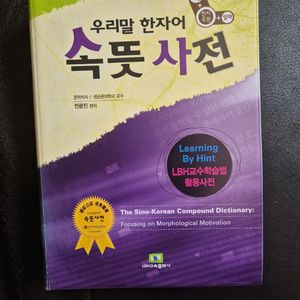 우리말 한자어
속뜻 사전
문학박사 / 성균관대학교 교수
전광진 편저
Learning
By Hint
LBH교수학습법
활용사전
속뜻사전
The Sino-Korean Compound Dictionary:
Focusing on Morphological Motivation
LBH교육출판사